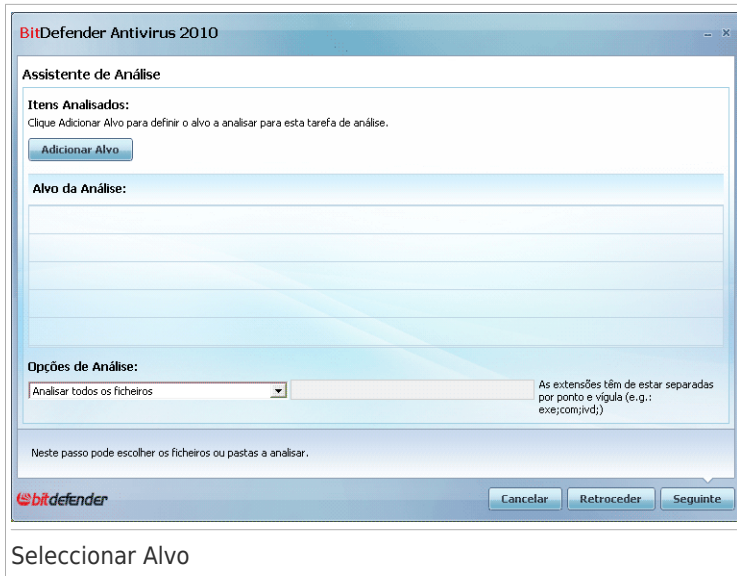 BitDefender Antivirus 2010
Assistente de Análise
Itens Analisados:
Clique Adicionar Alvo para definir o alvo a analisar para esta tarefa de análise.
Adicionar Alvo
Alvo da Análise:
Opções de Análise:
Analisar todos os ficheiros
As extensões têm de estar separadas
por ponto e vígula (e.g.:
exe;com;ivd;)
Neste passo pode escolher os ficheiros ou pastas a analisar.
bitdefender
Cancelar
Retroceder
Seguinte
Seleccionar Alvo